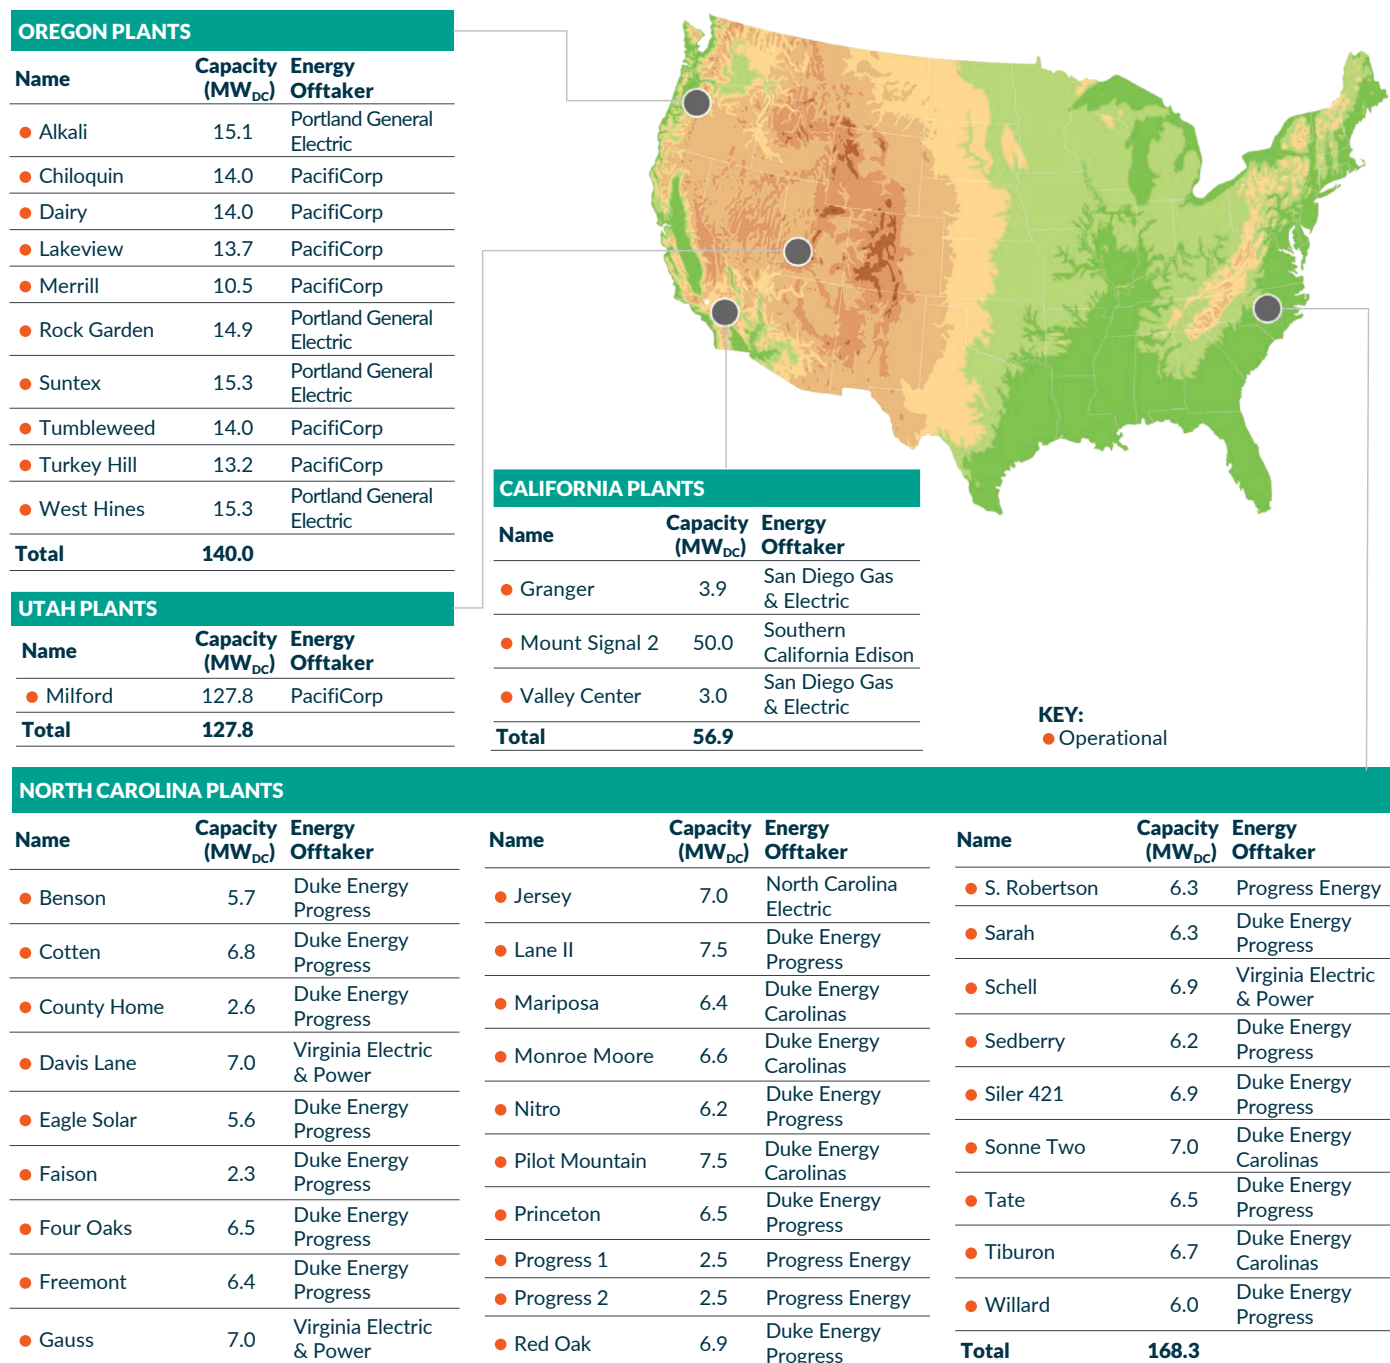 OREGON PLANTS
Name Capacity (MWDC) Energy Offtaker
Alkali 15.1 Portland General Electric
Chiloquin 14.0 PacifiCorp
Dairy 14.0 PacifiCorp
Lakeview 13.7 PacifiCorp
Merrill 10.5 PacifiCorp
Rock Garden 14.9 Portland General Electric
Suntex 15.3 Portland General Electric
Tumbleweed 14.0 PacifiCorp
Turkey Hill 13.2 PacifiCorp
West Hines 15.3 Portland General Electric
Total 140.0
UTAH PLANTS
Name Capacity (MWDC) Energy Offtaker
Milford 127.8 PacifiCorp
Total 127.8
CALIFORNIA PLANTS
Name Capacity (MWDC) Energy Offtaker
Granger 3.9 San Diego Gas & Electric
Mount Signal 2 50.0 Southern California Edison
Valley Center 3.0 San Diego Gas & Electric
Total 56.9
KEY:
Operational
NORTH CAROLINA PLANTS
Name Capacity (MWDC) Energy Offtaker
Benson 5.7 Duke Energy Progress
Cotten 6.8 Duke Energy Progress
County Home 2.6 Duke Energy Progress
Davis Lane 7.0 Virginia Electric & Power
Eagle Solar 5.6 Duke Energy Progress
Faison 2.3 Duke Energy Progress
Four Oaks 6.5 Duke Energy Progress
Freemont 6.4 Duke Energy Progress
Gauss 7.0 Virginia Electric & Power
Name Capacity (MWDC) Energy Offtaker
Jersey 7.0 North Carolina Electric
Lane II 7.5 Duke Energy Progress
Mariposa 6.4 Duke Energy Carolinas
Monroe Moore 6.6 Duke Energy Carolinas
Nitro 6.2 Duke Energy Progress
Pilot Mountain 7.5 Duke Energy Carolinas
Princeton 6.5 Duke Energy Progress
Progress 1 2.5 Progress Energy
Progress 2 2.5 Progress Energy
Red Oak 6.9 Duke Energy Progress
Name Capacity (MWDC) Energy Offtaker
S. Robertson 6.3 Progress Energy
Sarah 6.3 Duke Energy Progress
Schell 6.9 Virginia Electric & Power
Sedberry 6.2 Duke Energy Progress
Siler 421 6.9 Duke Energy Progress
Sonne Two 7.0 Duke Energy Carolinas
Tate 6.5 Duke Energy Progress
Tiburon 6.7 Duke Energy Carolinas
Willard 6.0 Duke Energy Progress
Total 168.3